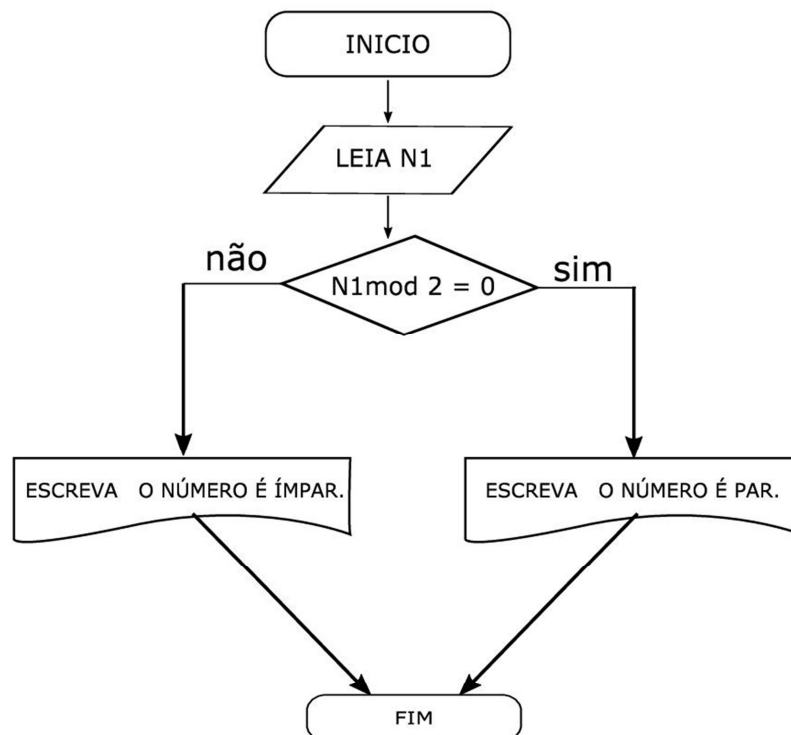 INICIO
LEIA N1
não
sim
N1mod 2 = 0
ESCREVA O NÚMERO É ÍMPAR.
ESCREVA O NÚMERO É PAR.
FIM